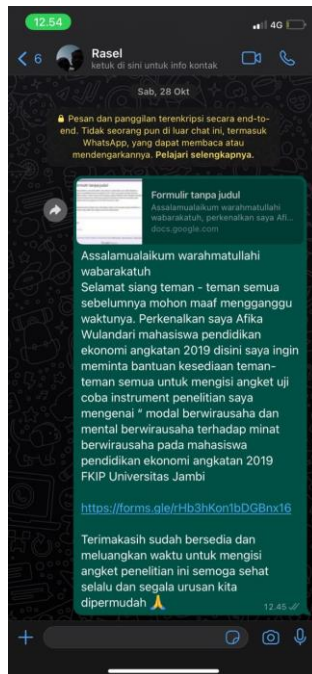 12.54
4G
6
Rasel
ketuk di sini untuk info kontak
Sab, 28 Okt
Pesan dan panggilan terenkripsi secara end-to-
end. Tidak seorang pun di luar chat ini, termasuk
WhatsApp, yang dapat membaca atau
mendengarkannya. Pelajari selengkapnya.
Formulir tanpa judul
Assalamualaikum warahmatullahi
wabarakatuh, perkenalkan saya Afi...
docs.google.com
Assalamualaikum warahmatullahi
wabarakatuh
Selamat siang teman - teman semua
sebelumnya mohon maaf mengganggu
waktunya. Perkenalkan saya Afika
Wulandari mahasiswa pendidikan
ekonomi angkatan 2019 disini saya ingin
meminta bantuan kesediaan teman-
teman semua untuk mengisi angket uji
coba instrument penelitian saya
mengenai “ modal berwirausaha dan
mental berwirausaha terhadap minat
berwirausaha pada mahasiswa
pendidikan ekonomi angkatan 2019
FKIP Universitas Jambi
https://forms.gle/rHb3hKon1bDGBnx16
Terimakasih sudah bersedia dan
meluangkan waktu untuk mengisi
angket penelitian ini semoga sehat
selalu dan segala urusan kita
dipermudah 🙏
12.45